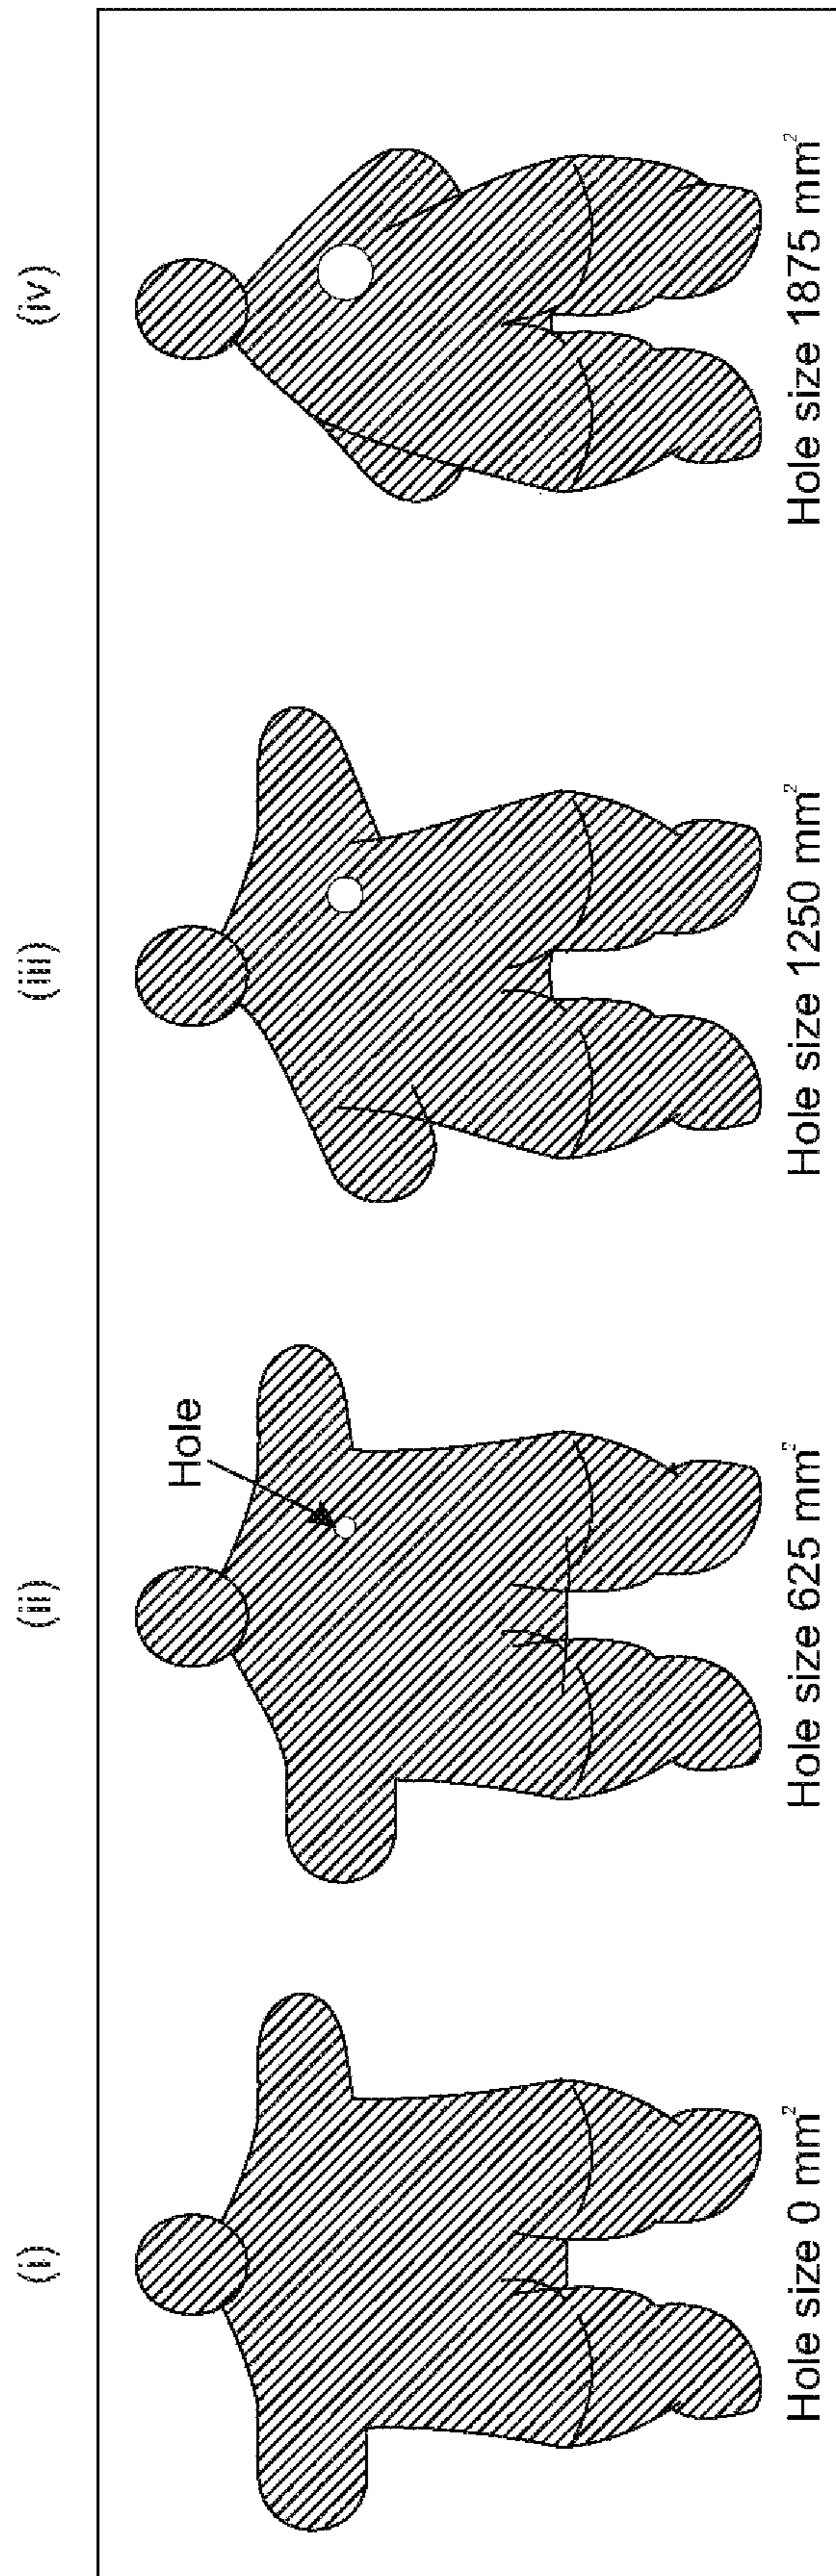 (i)
(ii)
(iii)
(iv)
Hole
Hole size 0 mm²
Hole size 625 mm²
Hole size 1250 mm²
Hole size 1875 mm²